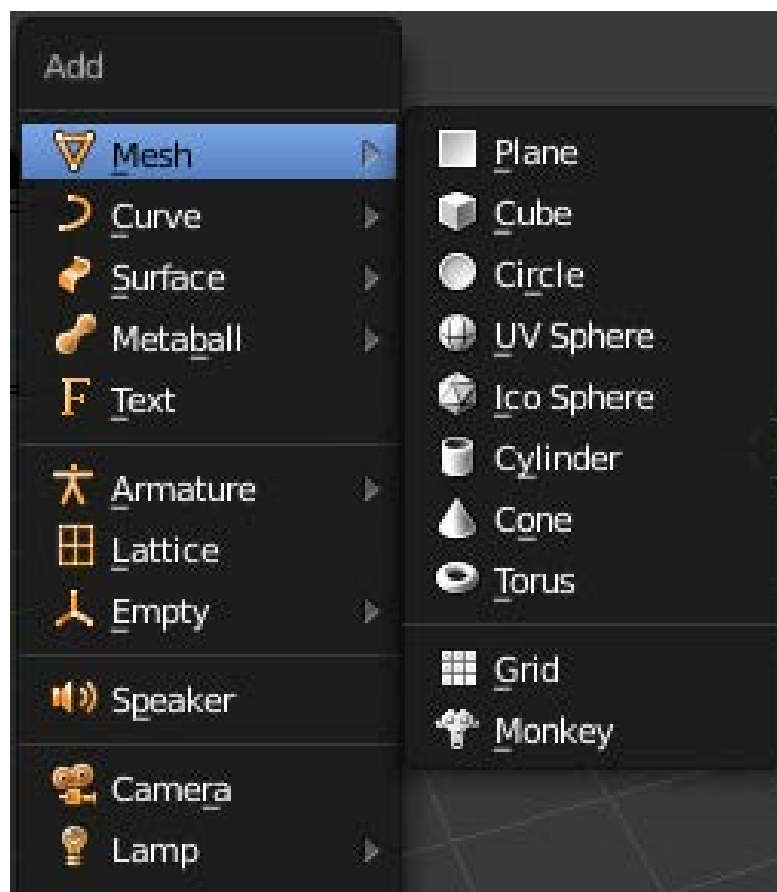 Add
Mesh
Curve
Surface
Metaball
Text
Armature
Lattice
Empty
Speaker
Camera
Lamp
Plane
Cube
Circle
UV Sphere
Ico Sphere
Cylinder
Cone
Torus
Grid
Monkey